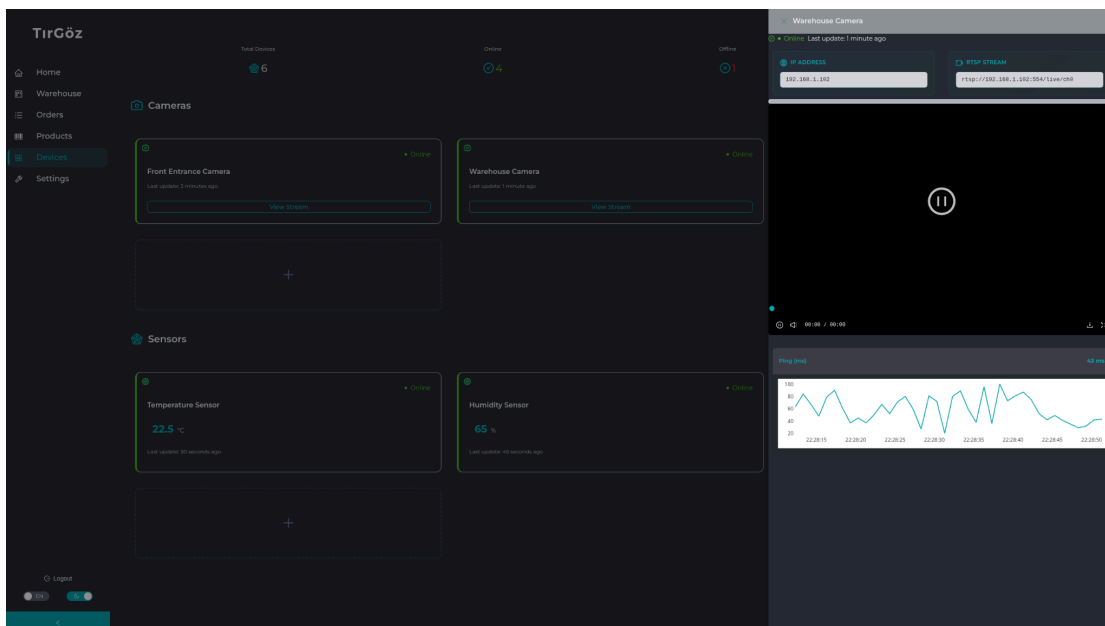 TırGöz
Home
Warehouse
Orders
Products
Devices
Settings
Logout
EN
Total Devices
6
Online
4
Offline
1
Cameras
• Online
Front Entrance Camera
Last update: 2 minutes ago
View Stream
• Online
Warehouse Camera
Last update: 1 minute ago
View Stream
+
Sensors
• Online
Temperature Sensor
22.5 °C
Last update: 30 seconds ago
• Online
Humidity Sensor
65 %
Last update: 45 seconds ago
+
Warehouse Camera
• Online Last update: 1 minute ago
IP ADDRESS
192.168.1.102
RTSP STREAM
rtsp://192.168.1.102:554/live/ch0
00:00 / 00:00
Ping (ms)
43 ms
100
80
60
40
20
22:28:15 22:28:20 22:28:25 22:28:30 22:28:35 22:28:40 22:28:45 22:28:50